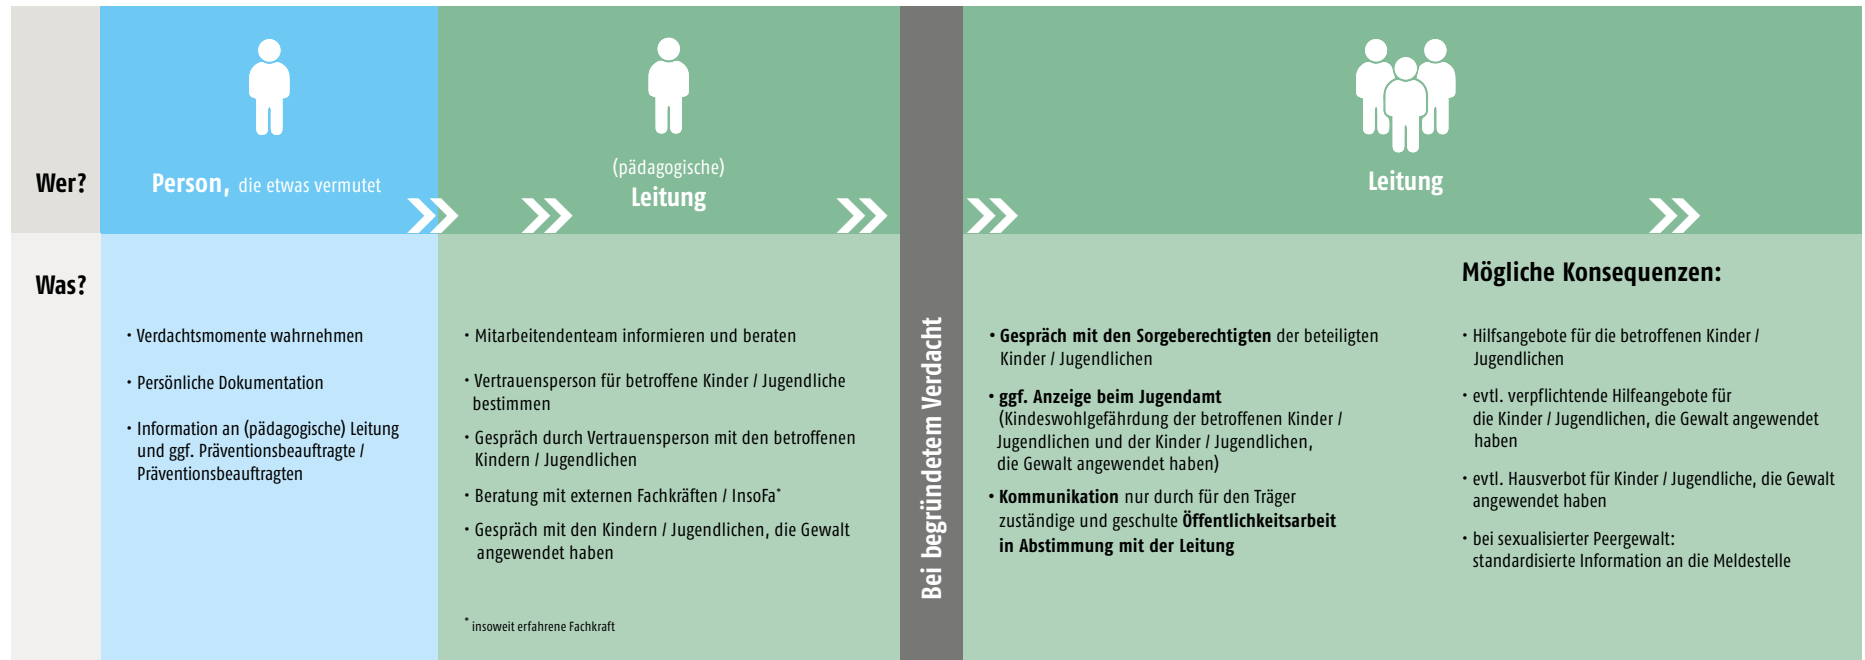 Wer?
Person, die etwas vermutet
(pädagogische)
Leitung
Leitung
Was?
· Verdachtsmomente wahrnehmen
· Persönliche Dokumentation
· Information an (pädagogische) Leitung
und ggf. Präventionsbeauftragte /
Präventionsbeauftragten
· Mitarbeitendenteam informieren und beraten
· Vertrauensperson für betroffene Kinder / Jugendliche
bestimmen
· Gespräch durch Vertrauensperson mit den betroffenen
Kindern / Jugendlichen
· Beratung mit externen Fachkräften / InsoFa*
· Gespräch mit den Kindern / Jugendlichen, die Gewalt
angewendet haben
* insoweit erfahrene Fachkraft
Bei begründetem Verdacht
· Gespräch mit den Sorgeberechtigten der beteiligten
Kinder / Jugendlichen
· ggf. Anzeige beim Jugendamt
(Kindeswohlgefährdung der betroffenen Kinder /
Jugendlichen und der Kinder / Jugendlichen,
die Gewalt angewendet haben)
· Kommunikation nur durch für den Träger
zuständige und geschulte Öffentlichkeitsarbeit
in Abstimmung mit der Leitung
Mögliche Konsequenzen:
· Hilfsangebote für die betroffenen Kinder /
Jugendlichen
· evtl. verpflichtende Hilfeangebote für
die Kinder / Jugendlichen, die Gewalt angewendet
haben
· evtl. Hausverbot für Kinder / Jugendliche, die Gewalt
angewendet haben
· bei sexualisierter Peergewalt:
standardisierte Information an die Meldestelle